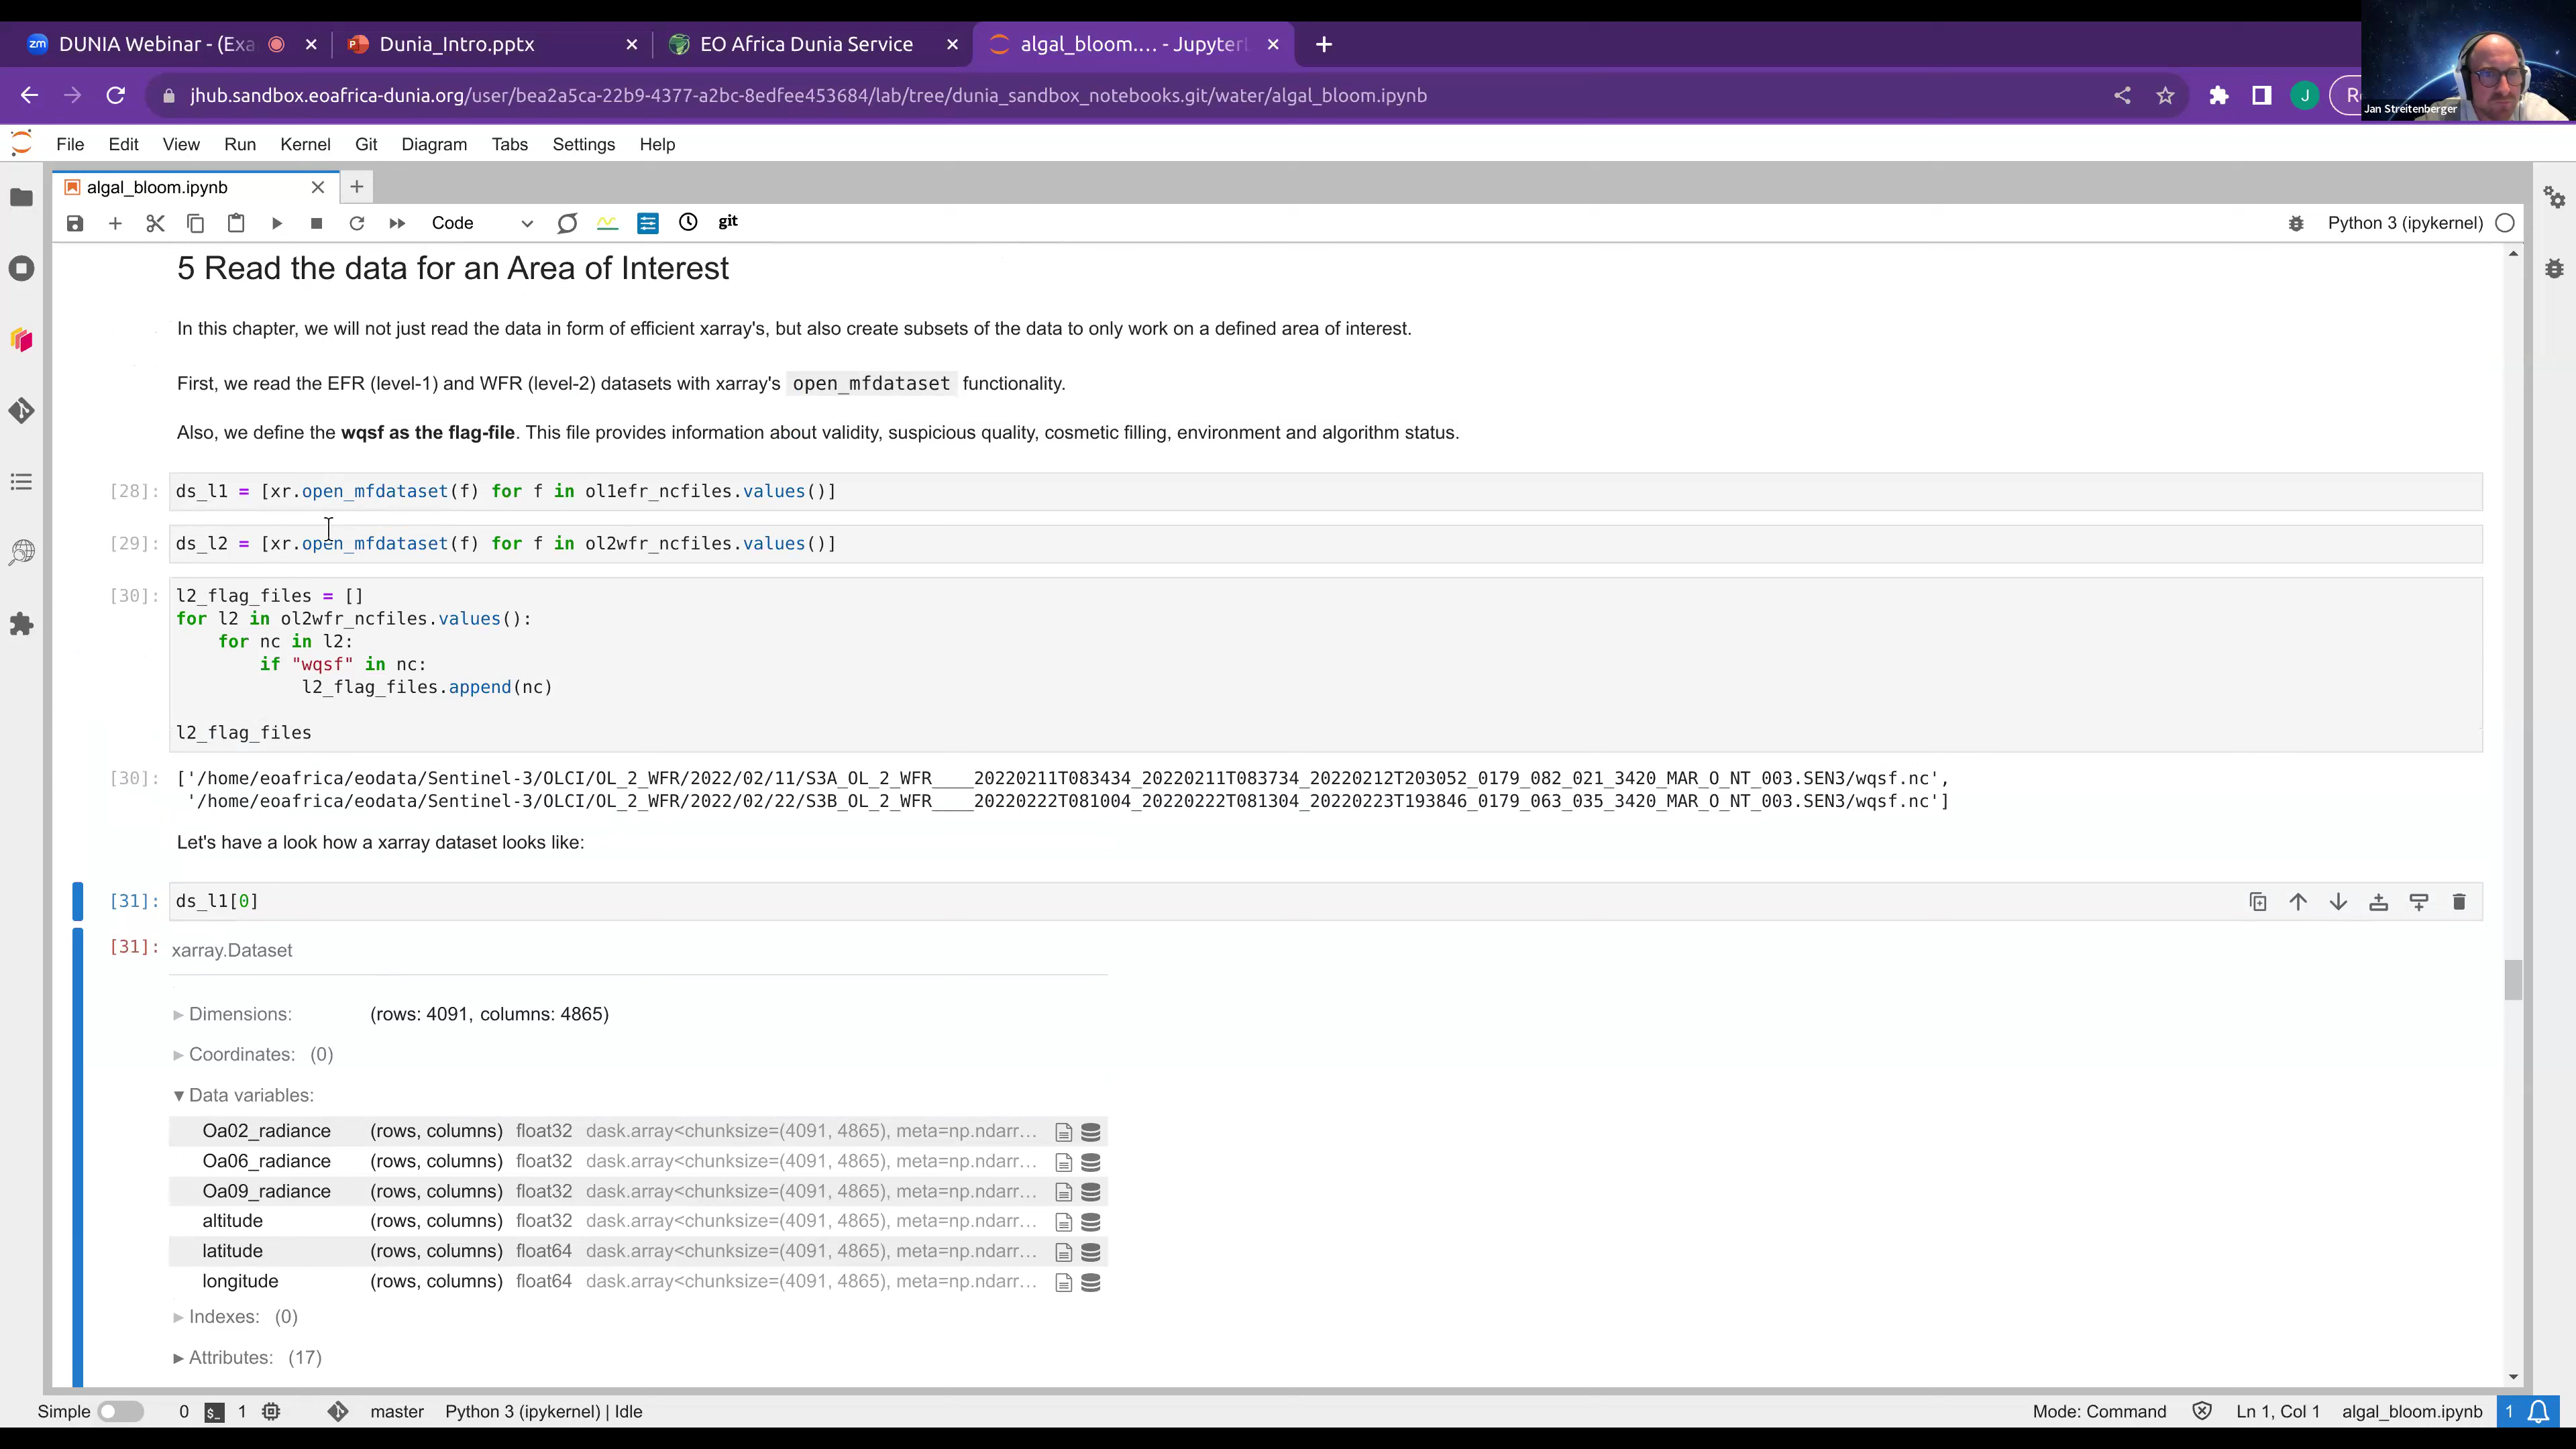 DUNIA Webinar - (Exa
Dunia_Intro.pptx
EO Africa Dunia Service
algal_bloom.... - Jupyter
jhub.sandbox.eoafrica-dunia.org/user/bea2a5ca-22b9-4377-a2bc-8edfee453684/lab/tree/dunia_sandbox_notebooks.git/water/algal_bloom.ipynb
J
Jan Streitenberger
File Edit View Run Kernel Git Diagram Tabs Settings Help
algal_bloom.ipynb
Code git Python 3 (ipykernel)
5 Read the data for an Area of Interest
In this chapter, we will not just read the data in form of efficient xarray's, but also create subsets of the data to only work on a defined area of interest.
First, we read the EFR (level-1) and WFR (level-2) datasets with xarray's open_mfdataset functionality.
Also, we define the wqsf as the flag-file. This file provides information about validity, suspicious quality, cosmetic filling, environment and algorithm status.
[28]: ds_l1 = [xr.open_mfdataset(f) for f in ol1efr_ncfiles.values()]
[29]: ds_l2 = [xr.open_mfdataset(f) for f in ol2wfr_ncfiles.values()]
[30]: l2_flag_files = []
for l2 in ol2wfr_ncfiles.values():
for nc in l2:
if "wqsf" in nc:
l2_flag_files.append(nc)
l2_flag_files
[30]: ['/home/eoafrica/eodata/Sentinel-3/OLCI/OL_2_WFR/2022/02/11/S3A_OL_2_WFR____20220211T083434_20220211T083734_20220212T203052_0179_082_021_3420_MAR_O_NT_003.SEN3/wqsf.nc',
'/home/eoafrica/eodata/Sentinel-3/OLCI/OL_2_WFR/2022/02/22/S3B_OL_2_WFR____20220222T081004_20220222T081304_20220223T193846_0179_063_035_3420_MAR_O_NT_003.SEN3/wqsf.nc']
Let's have a look how a xarray dataset looks like:
[31]: ds_l1[0]
[31]: xarray.Dataset
Dimensions: (rows: 4091, columns: 4865)
Coordinates: (0)
Data variables:
Oa02_radiance (rows, columns) float32 dask.array<chunksize=(4091, 4865), meta=np.ndarr...
Oa06_radiance (rows, columns) float32 dask.array<chunksize=(4091, 4865), meta=np.ndarr...
Oa09_radiance (rows, columns) float32 dask.array<chunksize=(4091, 4865), meta=np.ndarr...
altitude (rows, columns) float32 dask.array<chunksize=(4091, 4865), meta=np.ndarr...
latitude (rows, columns) float64 dask.array<chunksize=(4091, 4865), meta=np.ndarr...
longitude (rows, columns) float64 dask.array<chunksize=(4091, 4865), meta=np.ndarr...
Indexes: (0)
Attributes: (17)
Simple 0 1 master Python 3 (ipykernel) | Idle Mode: Command Ln 1, Col 1 algal_bloom.ipynb 1